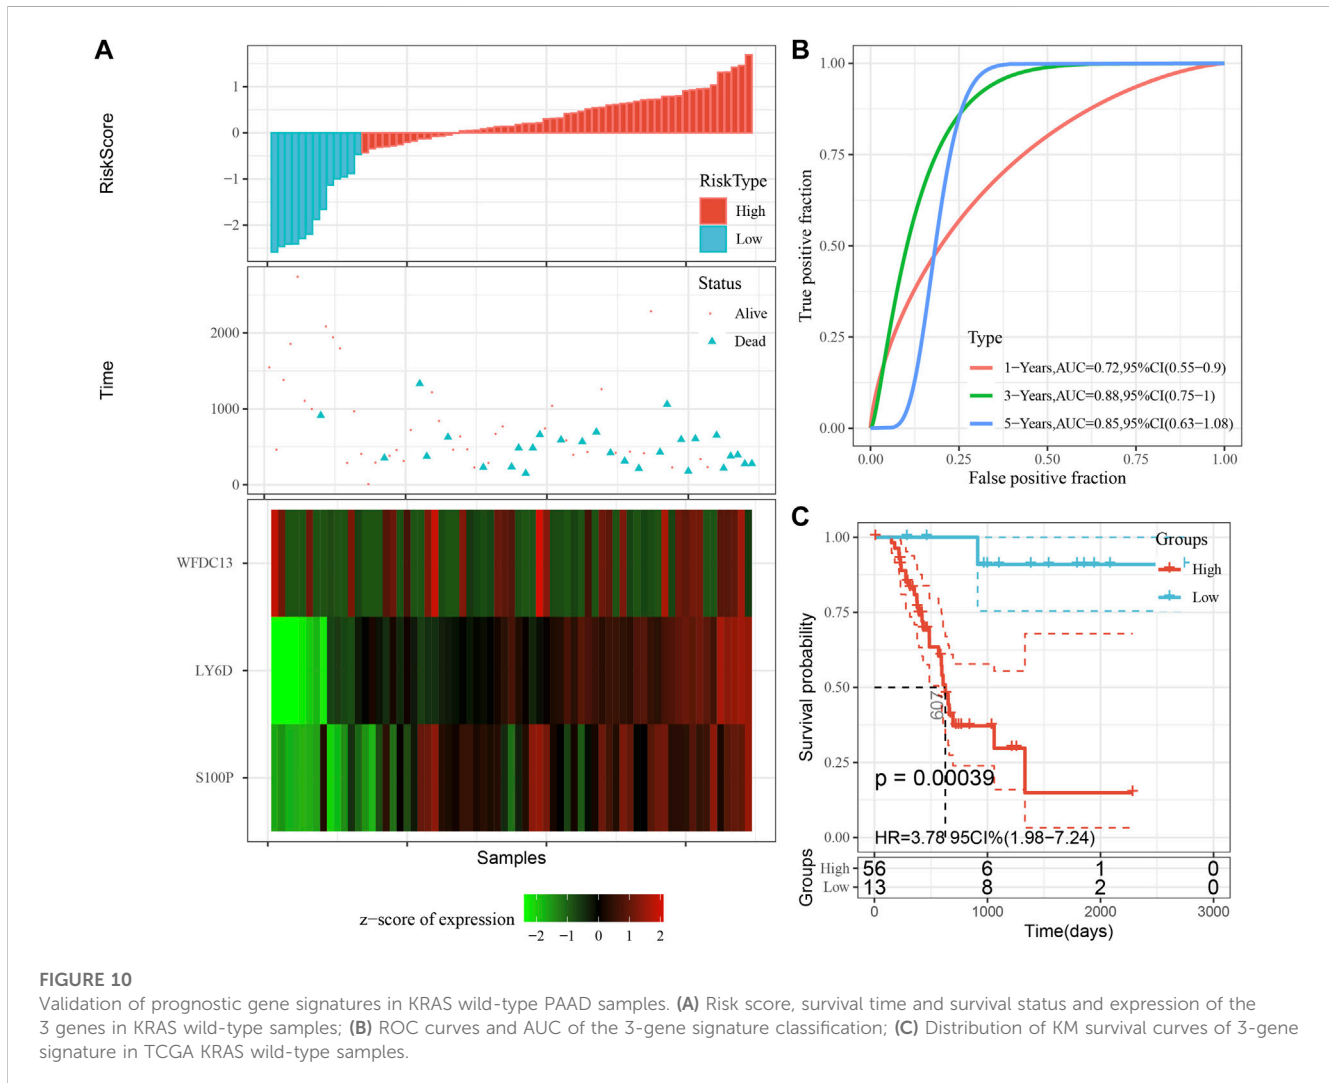 A
RiskScore
1
0
−1
−2
RiskType
High
Low
Time
2000
1000
0
Status
Alive
Dead
WFDC13
LY6D
S100P
Samples
z−score of expression
−2 −1 0 1 2
B
True positive fraction
1.00
0.75
0.50
0.25
0.00
Type
1−Years,AUC=0.72,95%CI(0.55−0.9)
3−Years,AUC=0.88,95%CI(0.75−1)
5−Years,AUC=0.85,95%CI(0.63−1.08)
0.00 0.25 0.50 0.75 1.00
False positive fraction
C
Survival probability
1.00
0.75
0.50
0.25
0.00
Groups
High
Low
607
p = 0.00039
HR=3.78 95CI%(1.98−7.24)
Groups
High 56 6 1 0
Low 13 8 2 0
0 1000 2000 3000
Time(days)
FIGURE 10
Validation of prognostic gene signatures in KRAS wild-type PAAD samples. (A) Risk score, survival time and survival status and expression of the
3 genes in KRAS wild-type samples; (B) ROC curves and AUC of the 3-gene signature classification; (C) Distribution of KM survival curves of 3-gene
signature in TCGA KRAS wild-type samples.